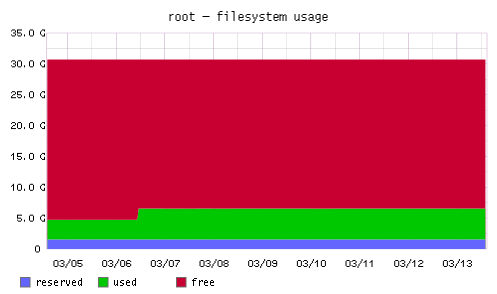 root – filesystem usage
35.0 G
30.0 G
25.0 G
20.0 G
15.0 G
10.0 G
5.0 G
0
03/05 03/06 03/07 03/08 03/09 03/10 03/11 03/12 03/13
reserved used free